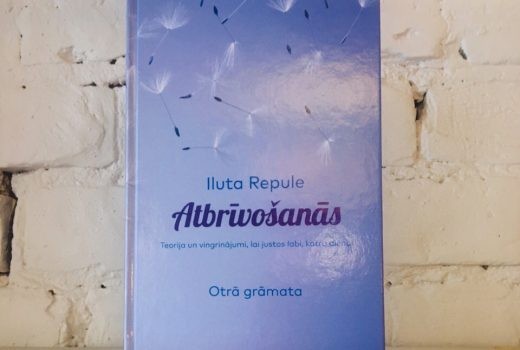 Iluta Repule
Atbrīvošanās
Teorija un vingrinājumi, lai justos labi, katru dienu
Otrā grāmata